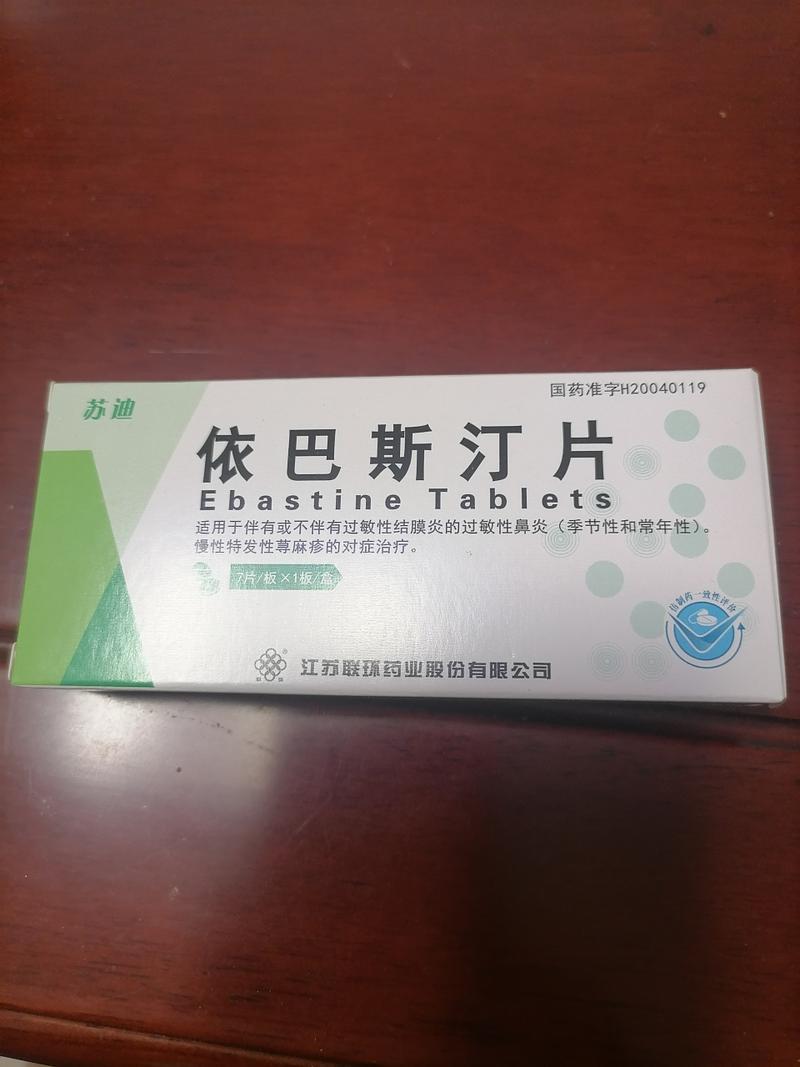 苏迪
国药准字H20040119
依巴斯汀片
Ebastine Tablets
适用于伴有或不伴有过敏性结膜炎的过敏性鼻炎（季节性和常年性）。
慢性特发性荨麻疹的对症治疗。
7片/板×1板/盒
仿制药一致性评价
江苏联环药业股份有限公司